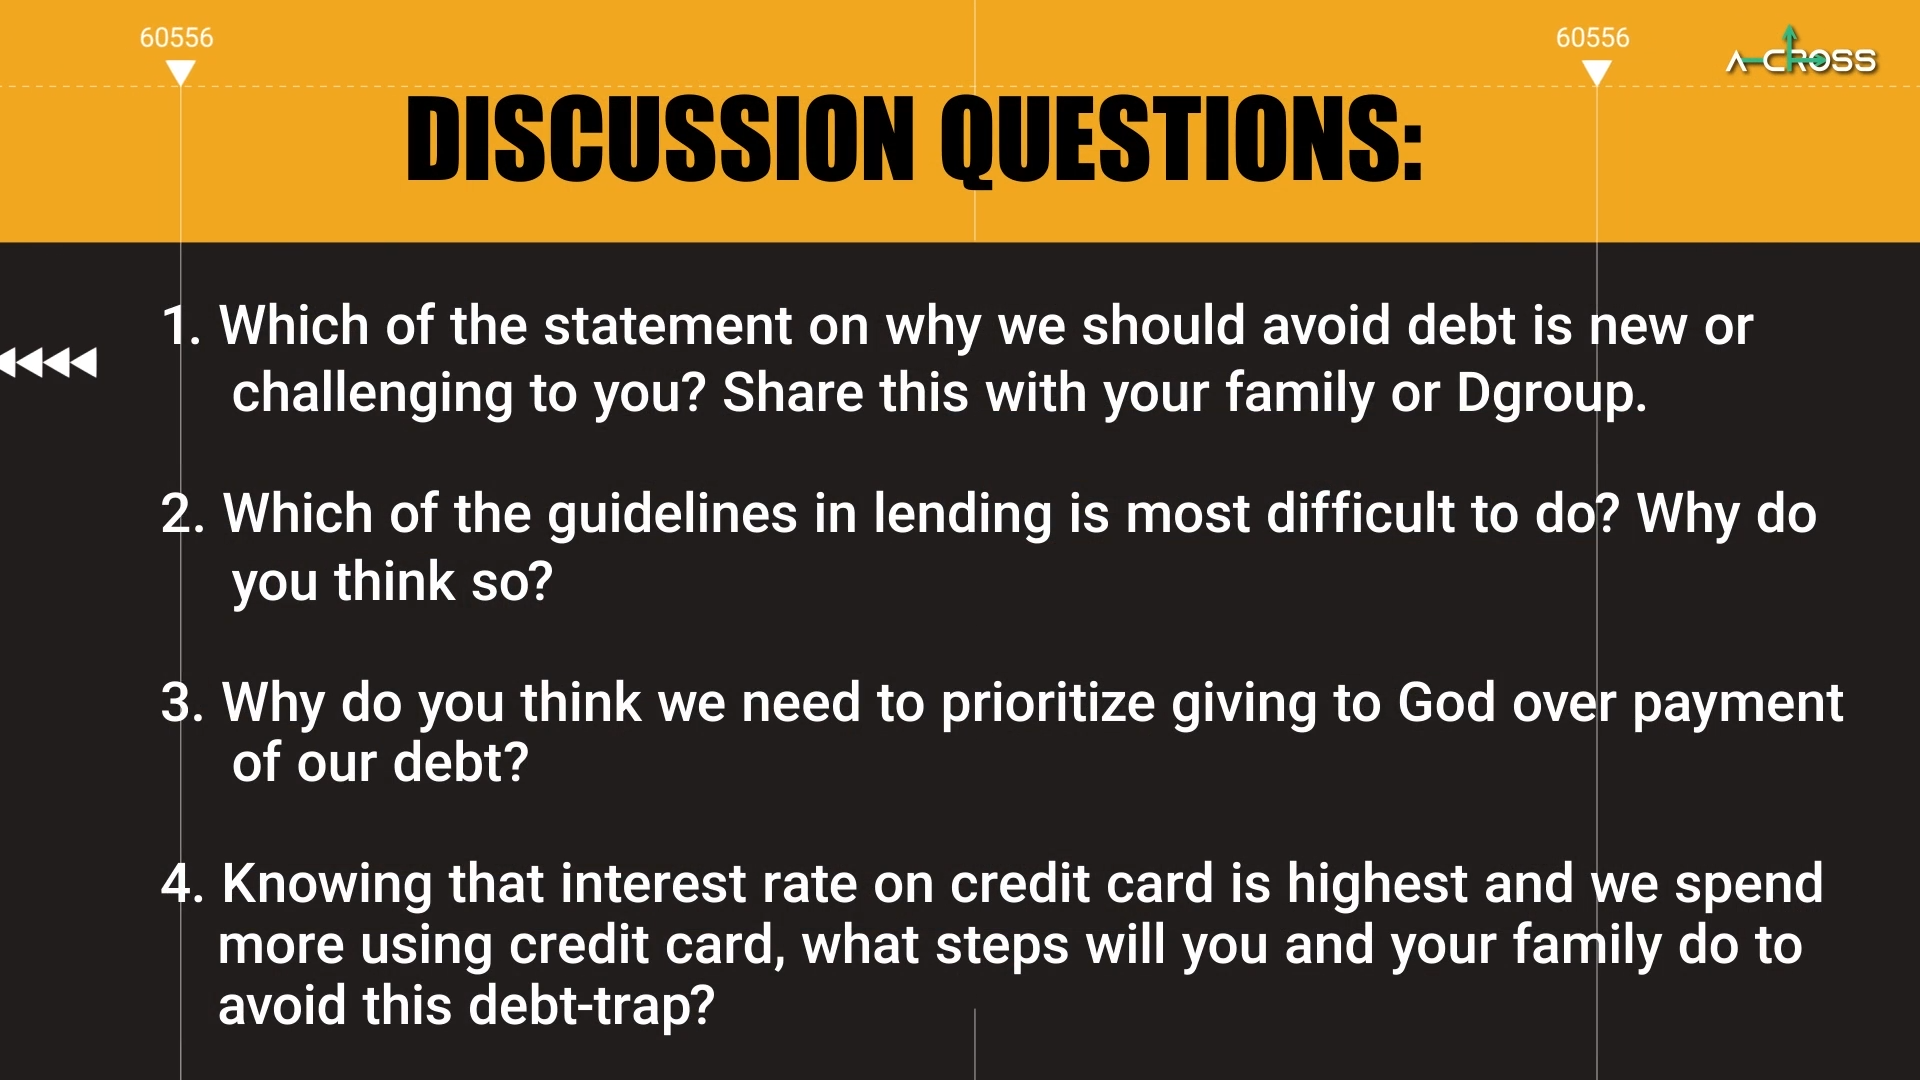 60556
60556
A-CROSS
DISCUSSION QUESTIONS:
1. Which of the statement on why we should avoid debt is new or
challenging to you? Share this with your family or Dgroup.
2. Which of the guidelines in lending is most difficult to do? Why do
you think so?
3. Why do you think we need to prioritize giving to God over payment
of our debt?
4. Knowing that interest rate on credit card is highest and we spend
more using credit card, what steps will you and your family do to
avoid this debt-trap?